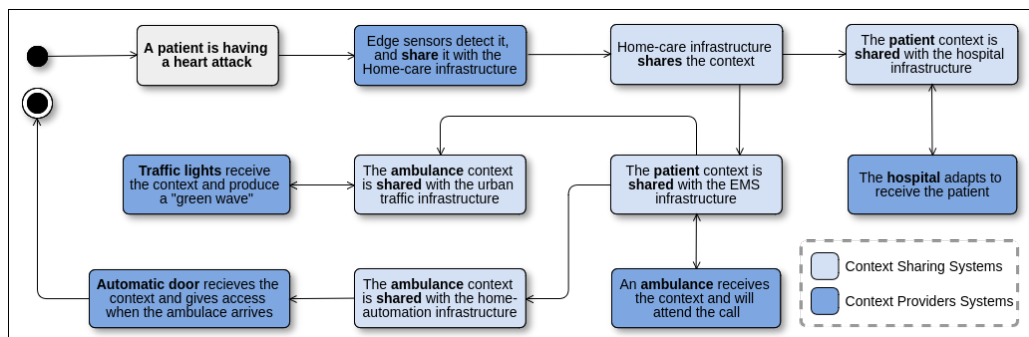 A patient is having
a heart attack
Edge sensors detect it,
and share it with the
Home-care infrastructure
Home-care infrastructure
shares the context
The patient context is
shared with the hospital
infrastructure
Traffic lights receive
the context and produce
a "green wave"
The ambulance context
is shared with the urban
traffic infrastructure
The patient context is
shared with the EMS
infrastructure
The hospital adapts to
receive the patient
Automatic door recieves the
context and gives access
when the ambulace arrives
The ambulance context
is shared with the home-
automation infrastructure
An ambulance receives
the context and will
attend the call
Context Sharing Systems
Context Providers Systems